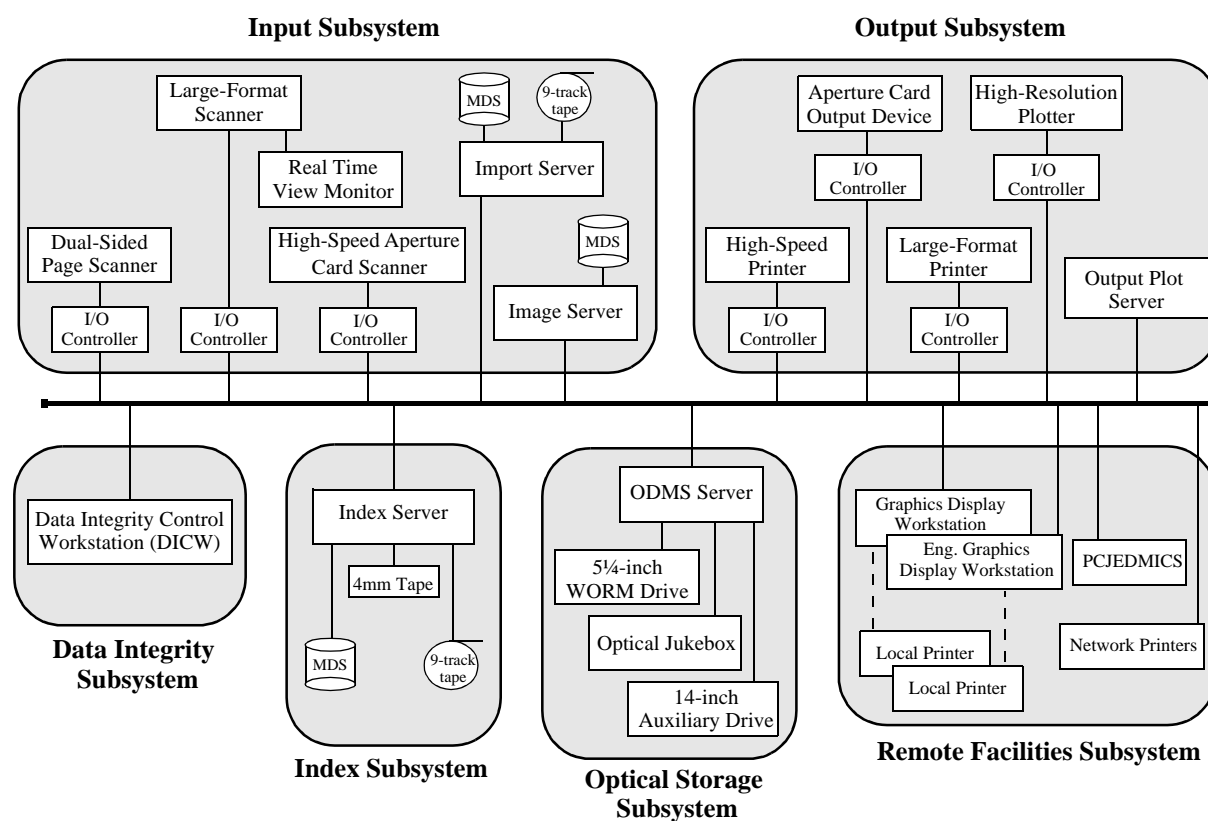 Input Subsystem
Output Subsystem
Large-Format
Scanner
MDS
9-track
tape
Real Time
View Monitor
Import Server
Dual-Sided
Page Scanner
High-Speed Aperture
Card Scanner
MDS
Image Server
I/O
Controller
I/O
Controller
I/O
Controller
Aperture Card
Output Device
High-Resolution
Plotter
I/O
Controller
I/O
Controller
High-Speed
Printer
Large-Format
Printer
Output Plot
Server
I/O
Controller
I/O
Controller
Data Integrity Control
Workstation (DICW)
Data Integrity
Subsystem
Index Server
4mm Tape
MDS
9-track
tape
Index Subsystem
ODMS Server
5¼-inch
WORM Drive
Optical Jukebox
14-inch
Auxiliary Drive
Optical Storage
Subsystem
Graphics Display
Workstation
Eng. Graphics
Display Workstation
PCJEDMICS
Local Printer
Local Printer
Network Printers
Remote Facilities Subsystem